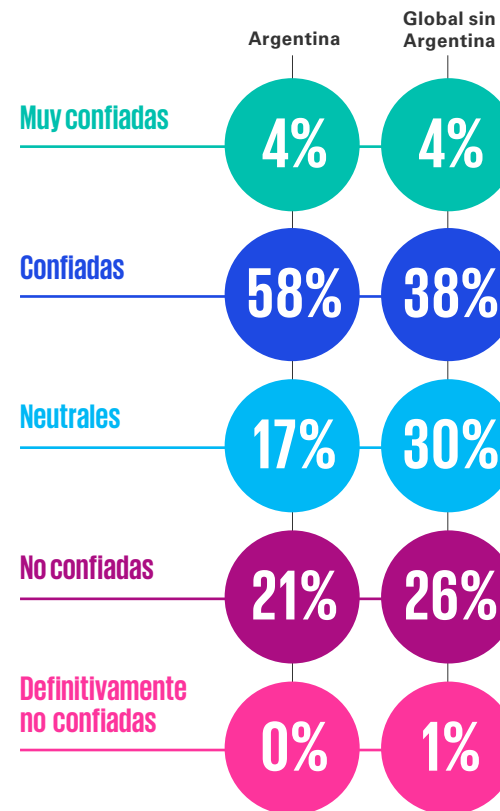 Argentina
Global sin
Argentina
Muy confiadas
4%
4%
Confiadas
58%
38%
Neutrales
17%
30%
No confiadas
21%
26%
Definitivamente
no confiadas
0%
1%